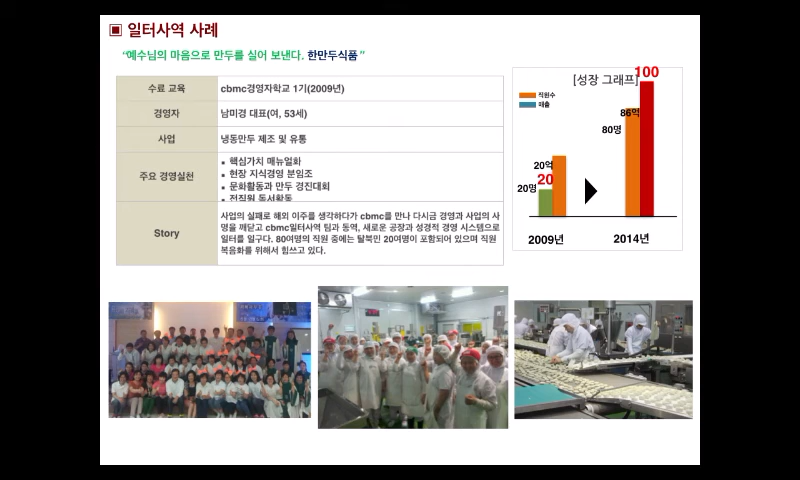 ▣ 일터사역 사례
“예수님의 마음으로 만두를 실어 보낸다. 한만두식품”
수료 교육
cbmc경영자학교 1기(2009년)
경영자
남미경 대표(여, 53세)
사업
냉동만두 제조 및 유통
주요 경영실천
▪ 핵심가치 매뉴얼화
▪ 현장 지식경영 분임조
▪ 문화활동과 만두 경진대회
▪ 전직원 독서활동
Story
사업의 실패로 해외 이주를 생각하다가 cbmc를 만나 다시금 경영과 사업의 사
명을 깨닫고 cbmc일터사역 팀과 동역, 새로운 공장과 성경적 경영 시스템으로
일터를 일구다. 80여명의 직원 중에는 탈북민 20여명이 포함되어 있으며 직원
복음화를 위해서 힘쓰고 있다.
[성장 그래프]
100
직원수
매출
86억
80명
20억
20
20명
2009년
2014년